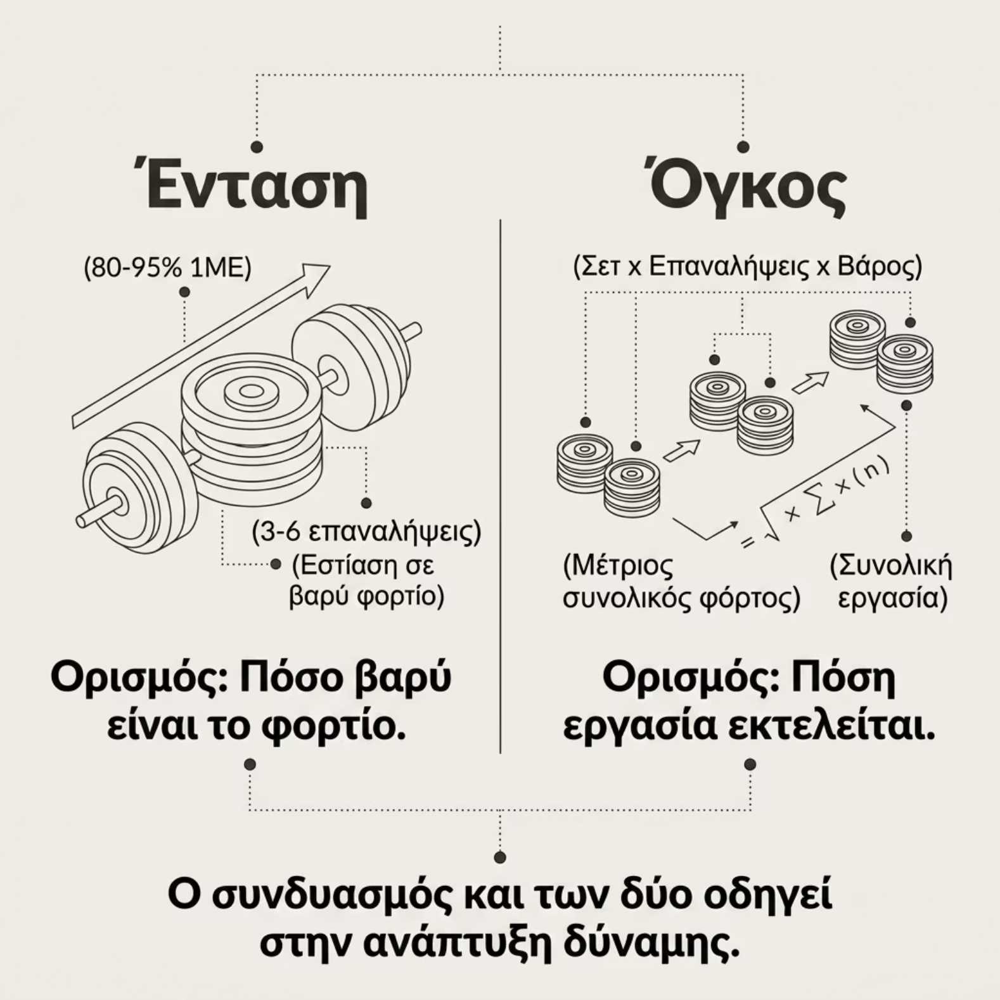 Ένταση
(80-95% 1ΜΕ)
(3-6 επαναλήψεις)
(Εστίαση σε
βαρύ φορτίο)
Ορισμός: Πόσο βαρύ
είναι το φορτίο.
Όγκος
(Σετ x Επαναλήψεις x Βάρος)
= √ x Σ x (n)
(Μέτριος
συνολικός φόρτος)
(Συνολική
εργασία)
Ορισμός: Πόση
εργασία εκτελείται.
Ο συνδυασμός και των δύο οδηγεί
στην ανάπτυξη δύναμης.